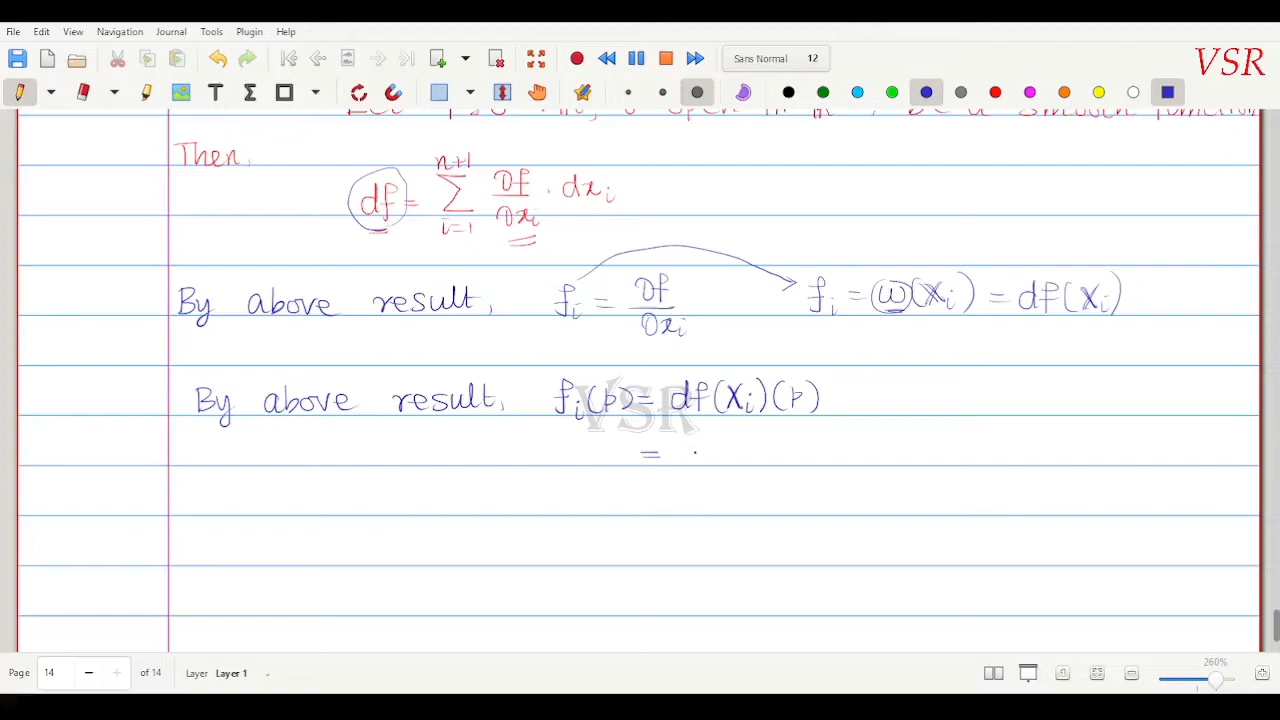 File Edit View Navigation Journal Tools Plugin Help
Sans Normal 12
VSR
Then,
df = ∑_{i=1}^{n+1} ∂f/∂x_i . dx_i
By above result, f_i = ∂f/∂x_i f_i = ω(X_i) = df(X_i)
By above result, f_i(p) = df(X_i)(p)
VSR
= .
Page 14 of 14 Layer Layer 1 260%